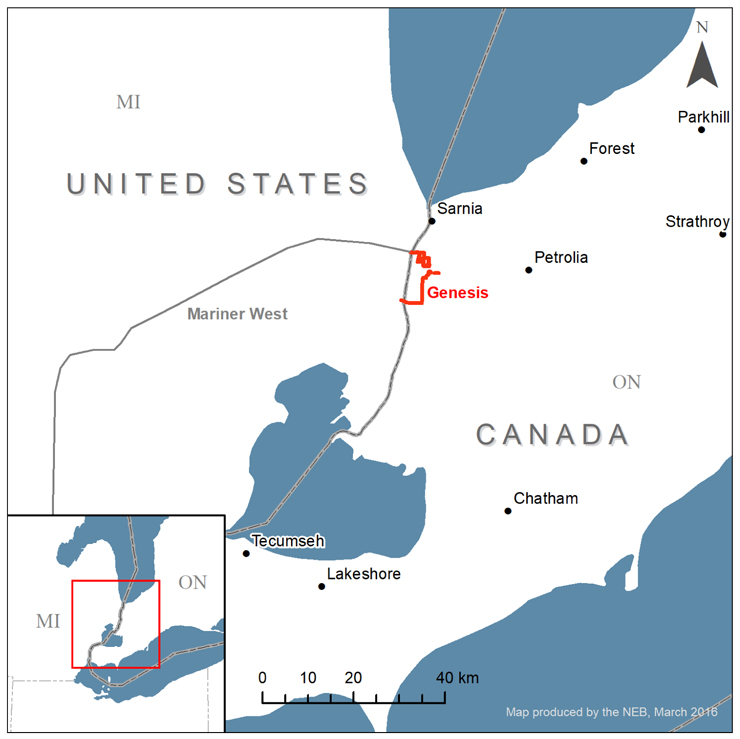 N
MI
Parkhill
Forest
UNITED STATES
Sarnia
Strathroy
Petrolia
Genesis
Mariner West
ON
CANADA
Chatham
Tecumseh
Lakeshore
ON
MI
0 10 20 40 km
Map produced by the NEB, March 2016